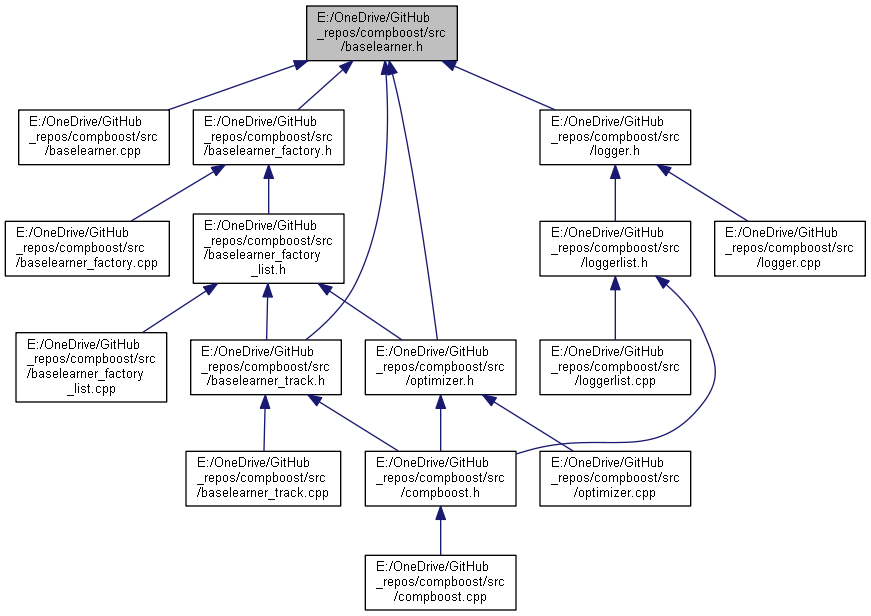 E:/OneDrive/GitHub
_repos/compboost/src
/baselearner.h
E:/OneDrive/GitHub
_repos/compboost/src
/baselearner.cpp
E:/OneDrive/GitHub
_repos/compboost/src
/baselearner_factory.h
E:/OneDrive/GitHub
_repos/compboost/src
/logger.h
E:/OneDrive/GitHub
_repos/compboost/src
/baselearner_factory.cpp
E:/OneDrive/GitHub
_repos/compboost/src
/baselearner_factory
_list.h
E:/OneDrive/GitHub
_repos/compboost/src
/loggerlist.h
E:/OneDrive/GitHub
_repos/compboost/src
/logger.cpp
E:/OneDrive/GitHub
_repos/compboost/src
/baselearner_factory
_list.cpp
E:/OneDrive/GitHub
_repos/compboost/src
/baselearner_track.h
E:/OneDrive/GitHub
_repos/compboost/src
/optimizer.h
E:/OneDrive/GitHub
_repos/compboost/src
/loggerlist.cpp
E:/OneDrive/GitHub
_repos/compboost/src
/baselearner_track.cpp
E:/OneDrive/GitHub
_repos/compboost/src
/compboost.h
E:/OneDrive/GitHub
_repos/compboost/src
/optimizer.cpp
E:/OneDrive/GitHub
_repos/compboost/src
/compboost.cpp